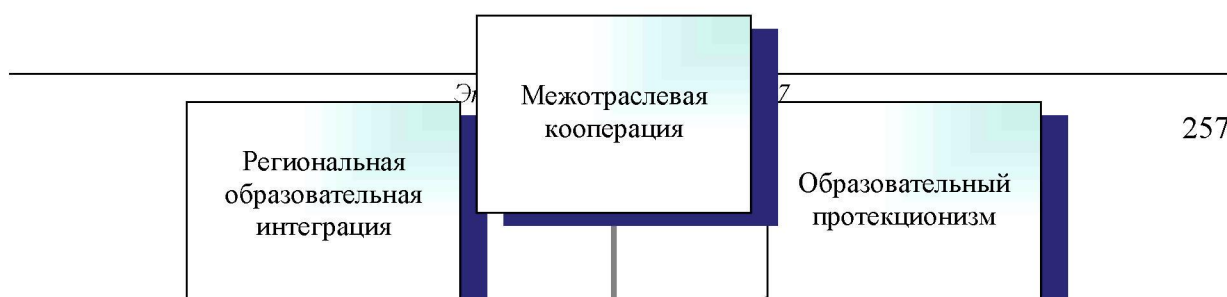 Межотраслевая
кооперация
257
Региональная
образовательная
интеграция
Образовательный
протекционизм